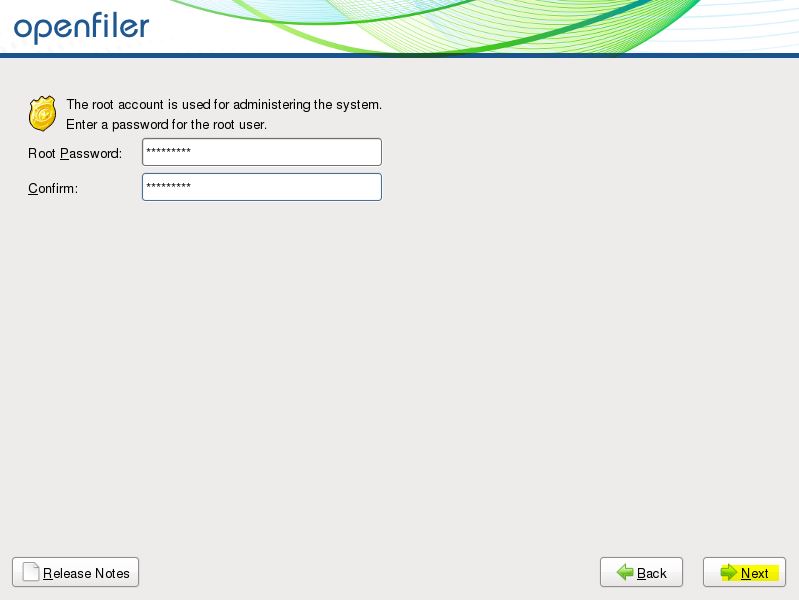 openfiler
The root account is used for administering the system.
Enter a password for the root user.
Root Password: *********
Confirm: *********
Release Notes
Back
Next